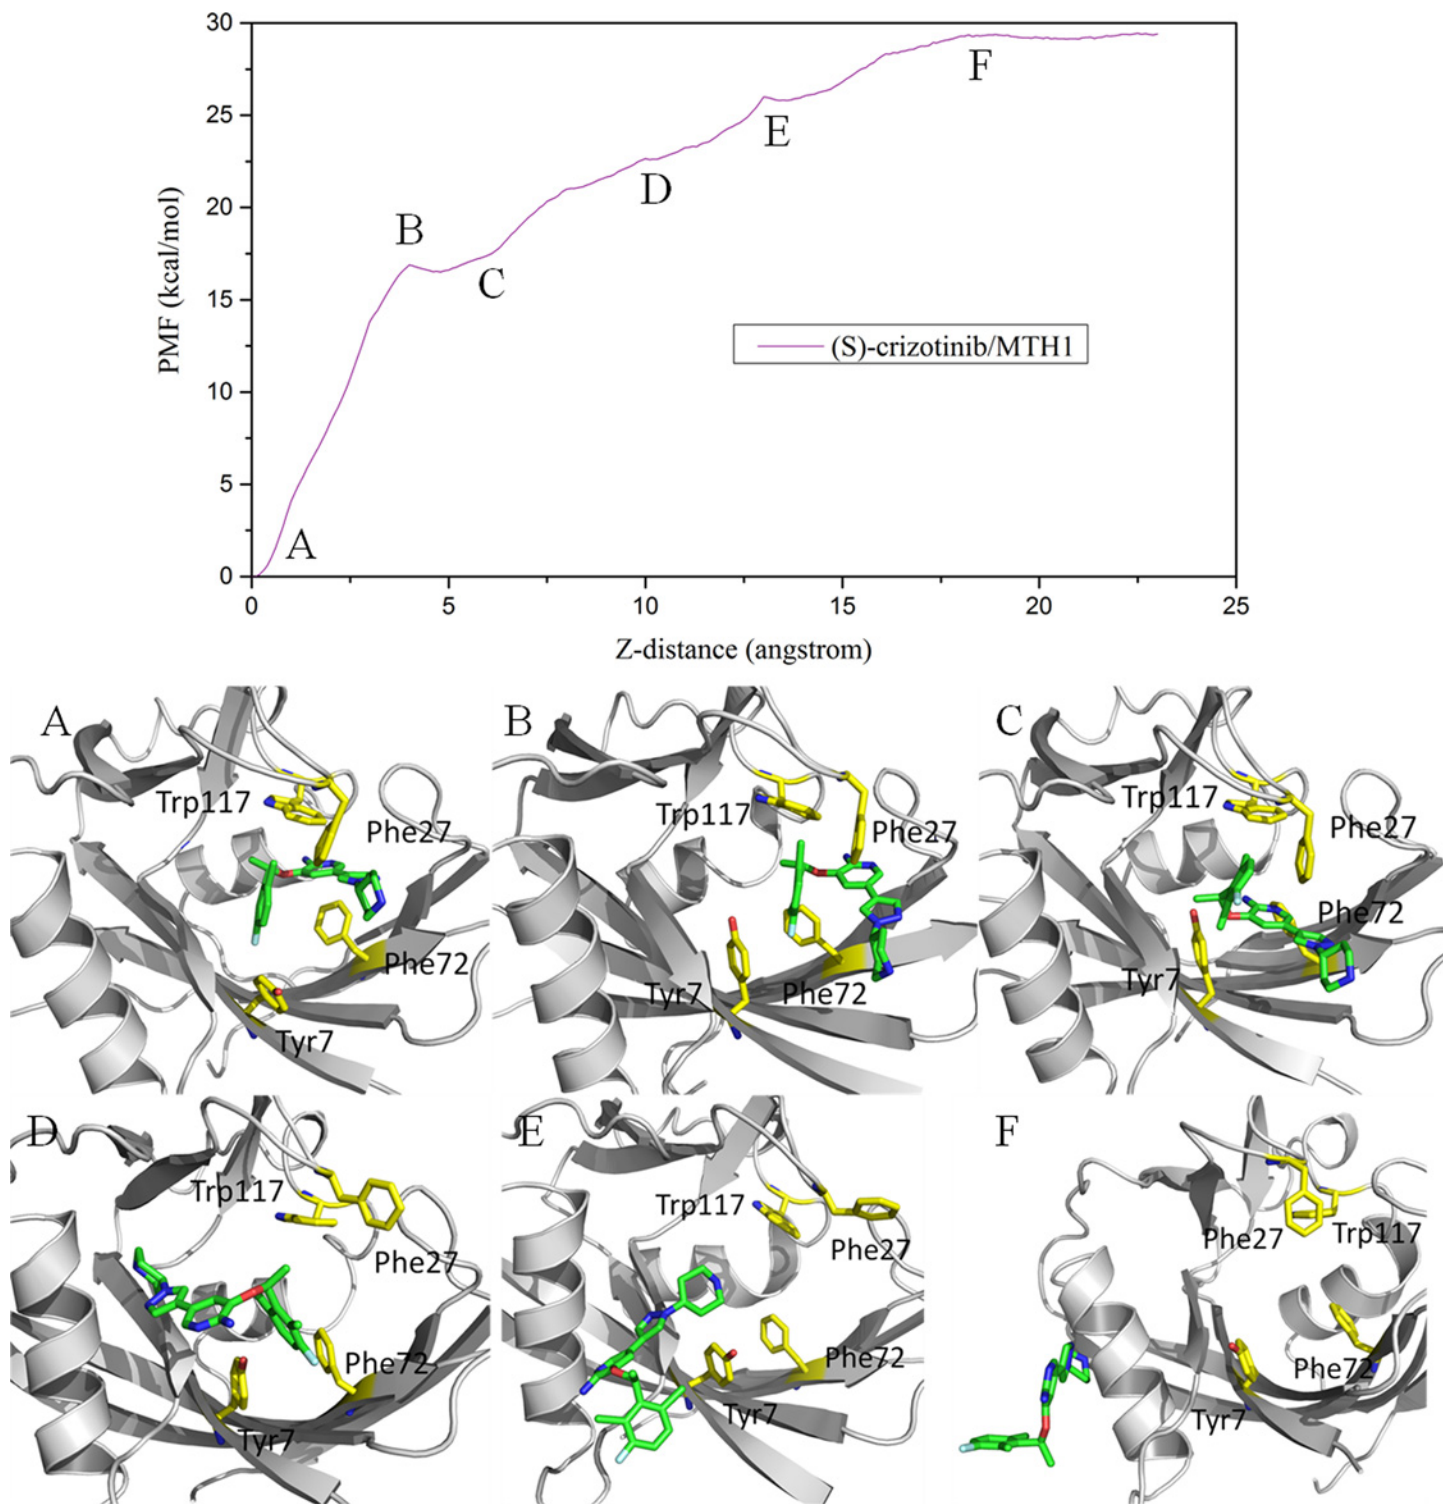 30
25
20
15
10
5
0
PMF (kcal/mol)
A
B
C
D
E
F
(S)-crizotinib/MTH1
0 5 10 15 20 25
Z-distance (angstrom)
A
Trp117
Phe27
Phe72
Tyr7
B
Trp117
Phe27
Tyr7
Phe72
C
Trp117
Phe27
Phe72
Tyr7
D
Trp117
Phe27
Phe72
Tyr7
E
Trp117
Phe27
Phe72
Tyr7
F
Phe27
Trp117
Phe72
Tyr7